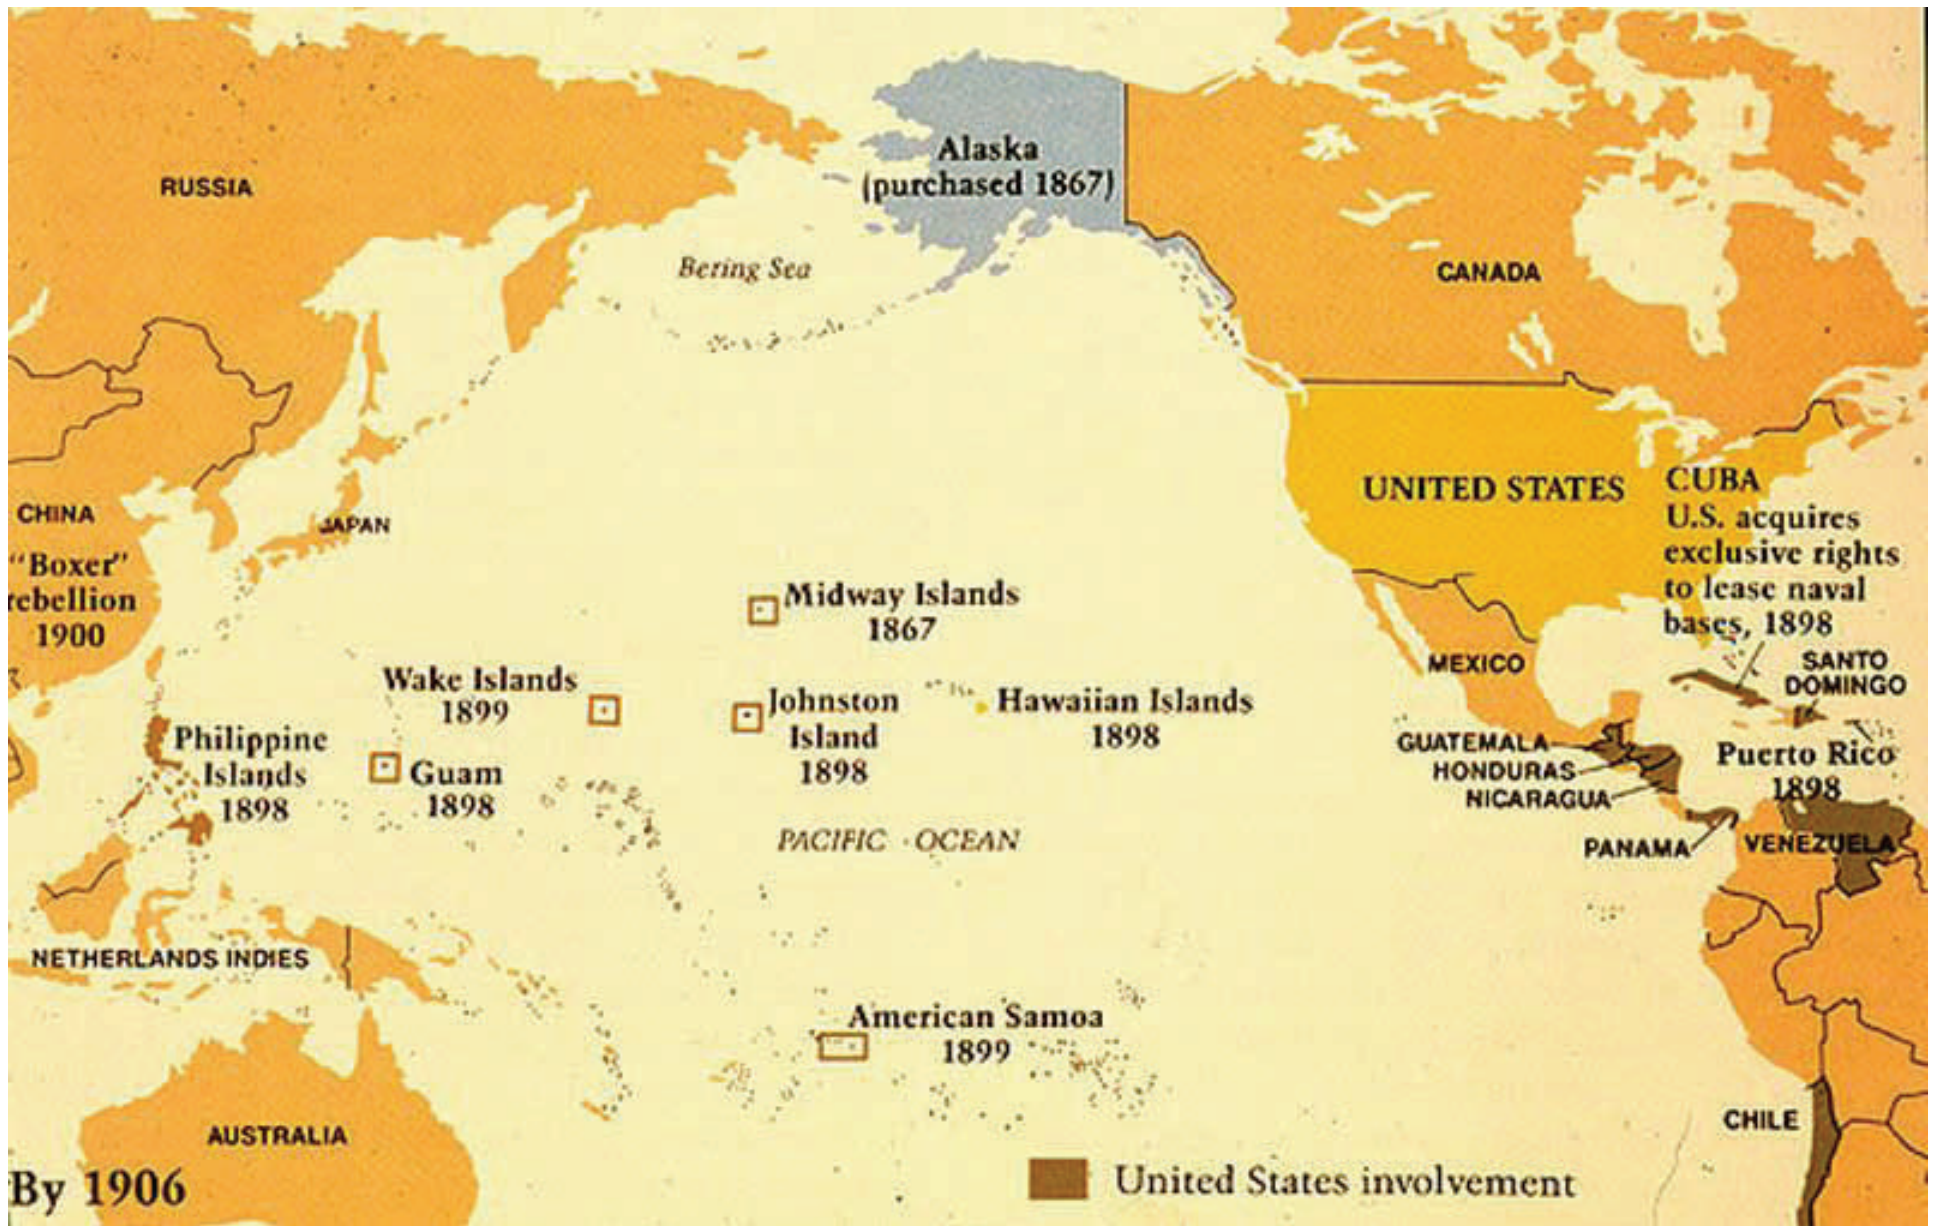 Alaska
(purchased 1867)
RUSSIA
Bering Sea
CANADA
CHINA
"Boxer"
rebellion
1900
JAPAN
UNITED STATES
CUBA
U.S. acquires
exclusive rights
to lease naval
bases, 1898
Midway Islands
1867
Wake Islands
1899
Johnston
Island
1898
Hawaiian Islands
1898
MEXICO
SANTO
DOMINGO
Philippine
Islands
1898
Guam
1898
GUATEMALA
HONDURAS
NICARAGUA
Puerto Rico
1898
PANAMA
VENEZUELA
PACIFIC OCEAN
NETHERLANDS INDIES
American Samoa
1899
AUSTRALIA
CHILE
By 1906
United States involvement